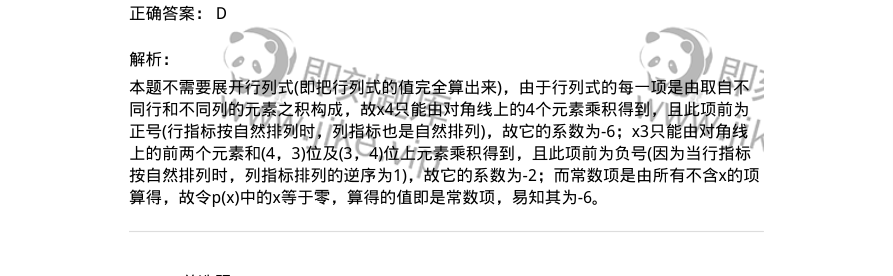 正确答案： D
解析：
本题不需要展开行列式(即把行列式的值完全算出来)，由于行列式的每一项是由取自不
同行和不同列的元素之积构成，故x4只能由对角线上的4个元素乘积得到，且此项前为
正号(行指标按自然排列时，列指标也是自然排列)，故它的系数为-6；x3只能由对角线
上的前两个元素和(4，3)位及(3，4)位上元素乘积得到，且此项前为负号(因为当行指标
按自然排列时，列指标排列的逆序为1)，故它的系数为-2；而常数项是由所有不含x的项
算得，故令p(x)中的x等于零，算得的值即是常数项，易知其为-6。
即刻题库
www.jike.vip
即刻
www.jike